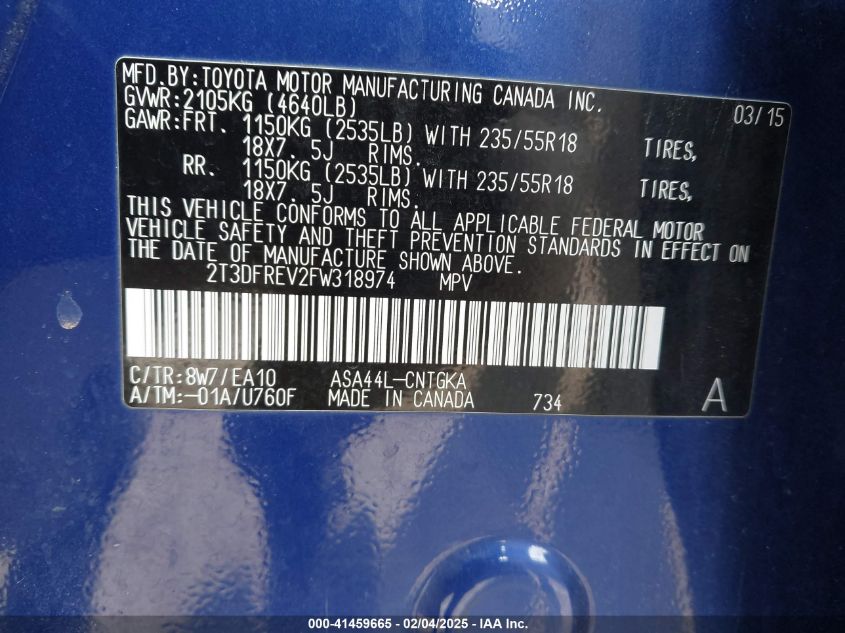 MFD.BY:TOYOTA MOTOR MANUFACTURING CANADA INC. 03/15
GVWR:2105KG (4640LB)
GAWR:FRT. 1150KG (2535LB) WITH 235/55R18 TIRES,
18X7. 5J RIMS.
RR. 1150KG (2535LB) WITH 235/55R18 TIRES,
18X7. 5J RIMS.
THIS VEHICLE CONFORMS TO ALL APPLICABLE FEDERAL MOTOR
VEHICLE SAFETY AND THEFT PREVENTION STANDARDS IN EFFECT ON
THE DATE OF MANUFACTURE SHOWN ABOVE.
2T3DFREV2FW318974 MPV
C/TR:8W7/EA10 ASA44L-CNTGKA
A/TM:-01A/U760F MADE IN CANADA 734 A
000-41459665 - 02/04/2025 - IAA Inc.